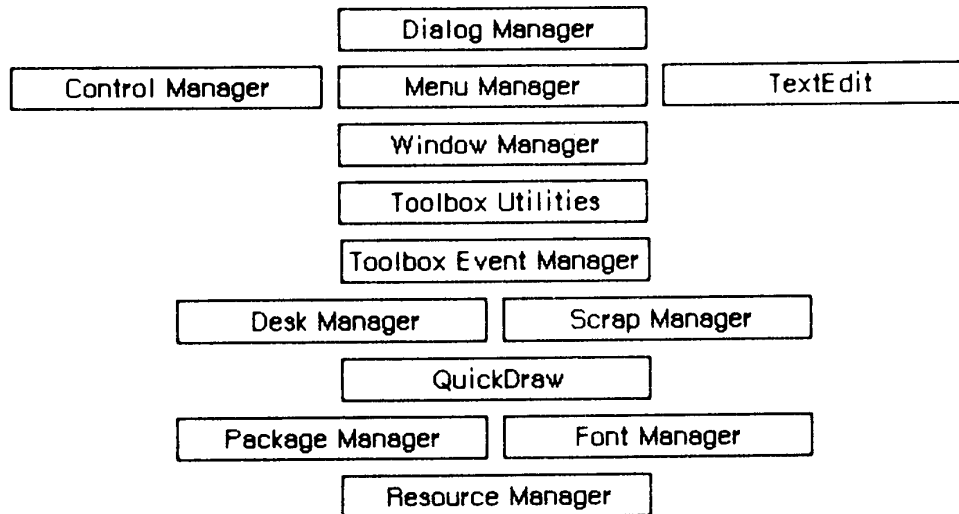 Dialog Manager
Control Manager
Menu Manager
TextEdit
Window Manager
Toolbox Utilities
Toolbox Event Manager
Desk Manager
Scrap Manager
QuickDraw
Package Manager
Font Manager
Resource Manager